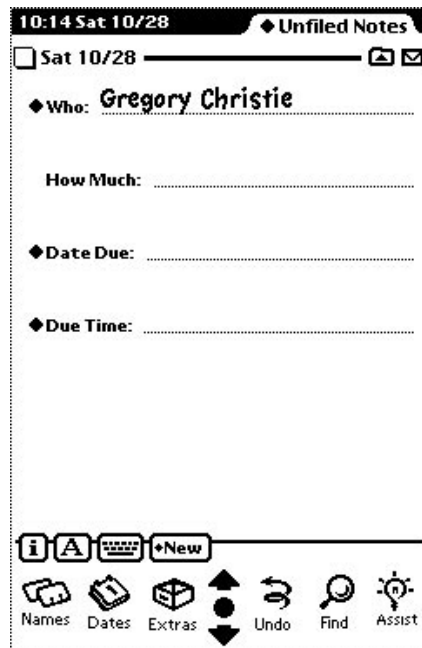 10:14 Sat 10/28 ◆Unfiled Notes
Sat 10/28
◆Who: Gregory Christie
How Much:
◆Date Due:
◆Due Time:
i A ◆New
Names Dates Extras Undo Find Assist